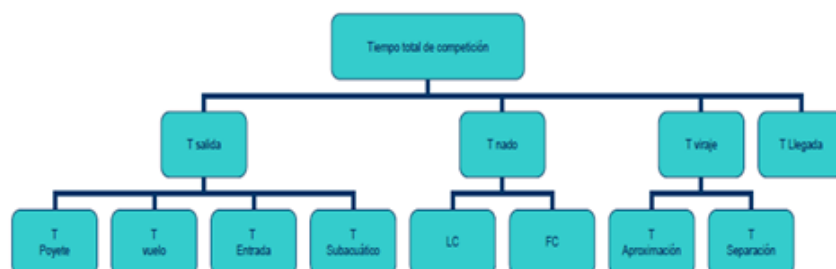 Tiempo total de competición
T salida
T nado
T viraje
T Llegada
T
Poyete
T
vuelo
T
Entrada
T
Subacuático
LC
FC
T
Aproximación
T
Separación